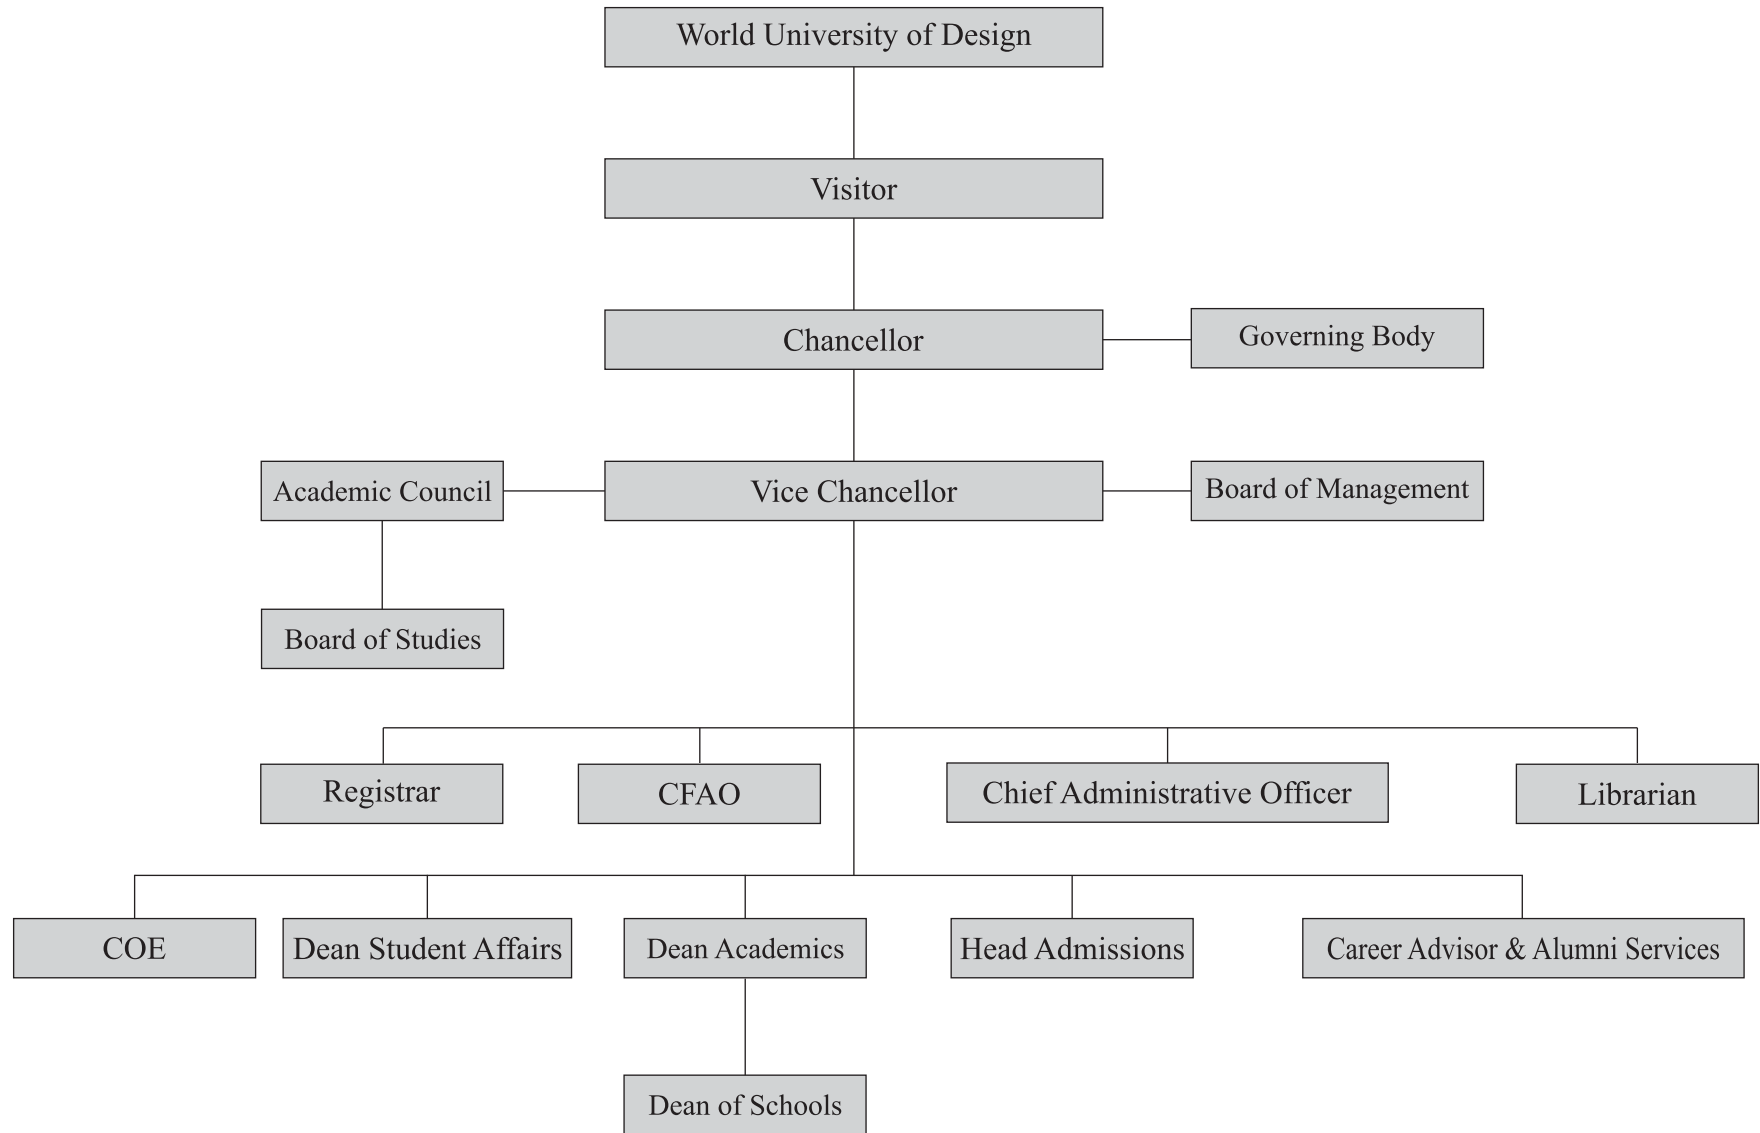 World University of Design
Visitor
Chancellor
Governing Body
Academic Council
Vice Chancellor
Board of Management
Board of Studies
Registrar
CFAO
Chief Administrative Officer
Librarian
COE
Dean Student Affairs
Dean Academics
Head Admissions
Career Advisor & Alumni Services
Dean of Schools